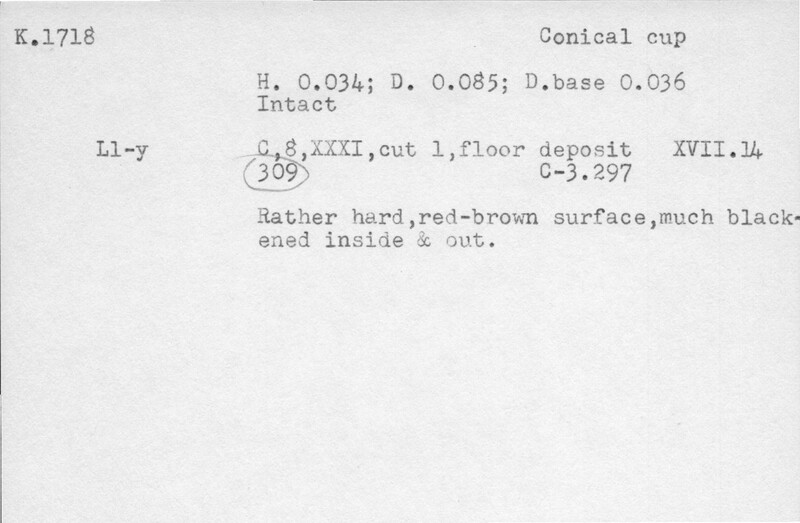 K.1718 Conical cup
H. 0.034; D. 0.085; D.base 0.036
Intact
Ll-y C,8,XXXI,cut 1,floor deposit XVII.14
309 C-3.297
Rather hard,red-brown surface,much black-
ened inside & out.